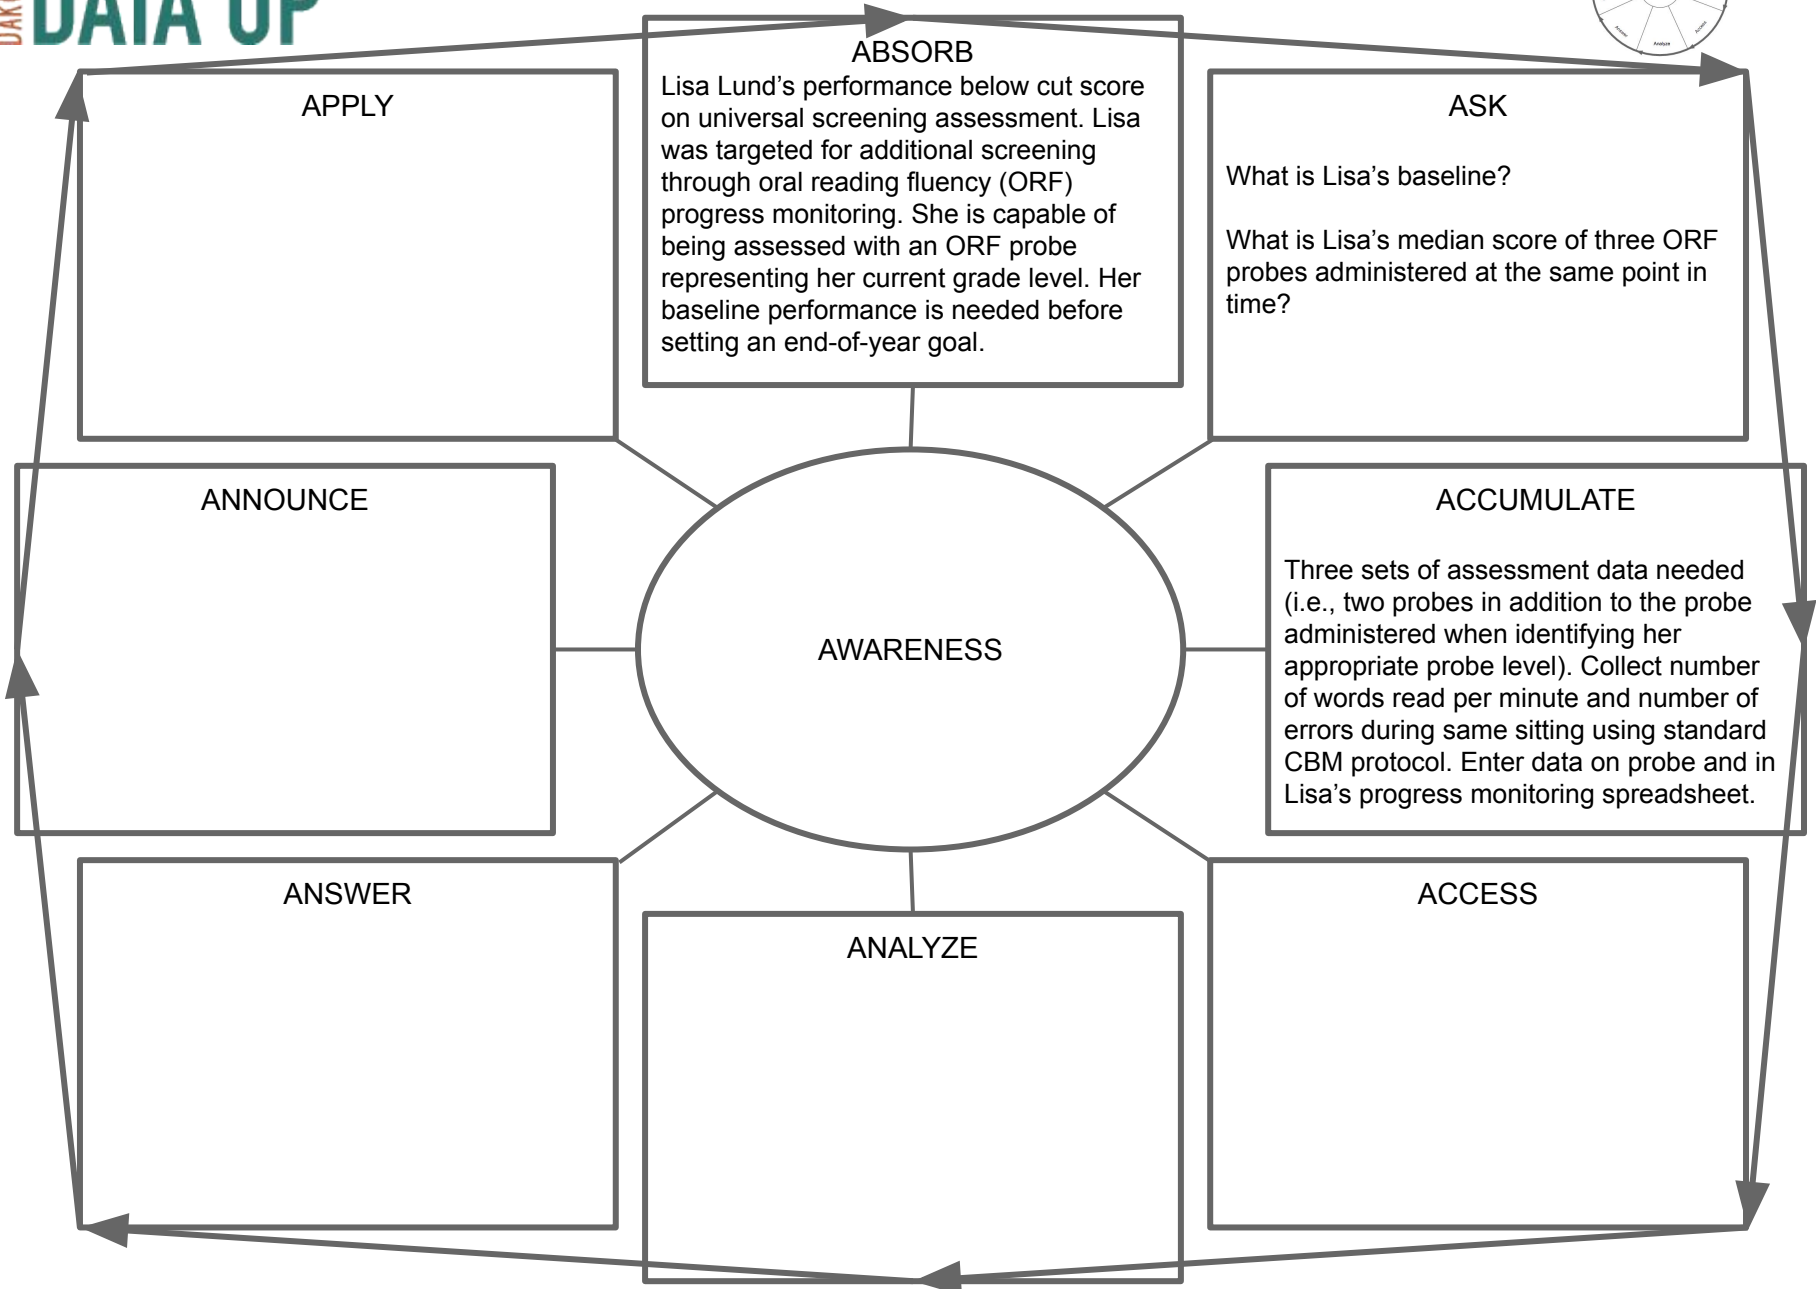 DATA UP
ABSORB
Lisa Lund’s performance below cut score
on universal screening assessment. Lisa
was targeted for additional screening
through oral reading fluency (ORF)
progress monitoring. She is capable of
being assessed with an ORF probe
representing her current grade level. Her
baseline performance is needed before
setting an end-of-year goal.
ASK
What is Lisa’s baseline?
What is Lisa’s median score of three ORF
probes administered at the same point in
time?
ACCUMULATE
Three sets of assessment data needed
(i.e., two probes in addition to the probe
administered when identifying her
appropriate probe level). Collect number
of words read per minute and number of
errors during same sitting using standard
CBM protocol. Enter data on probe and in
Lisa’s progress monitoring spreadsheet.
ACCESS
ANALYZE
ANSWER
ANNOUNCE
APPLY
AWARENESS
Answer
Analyze
Access